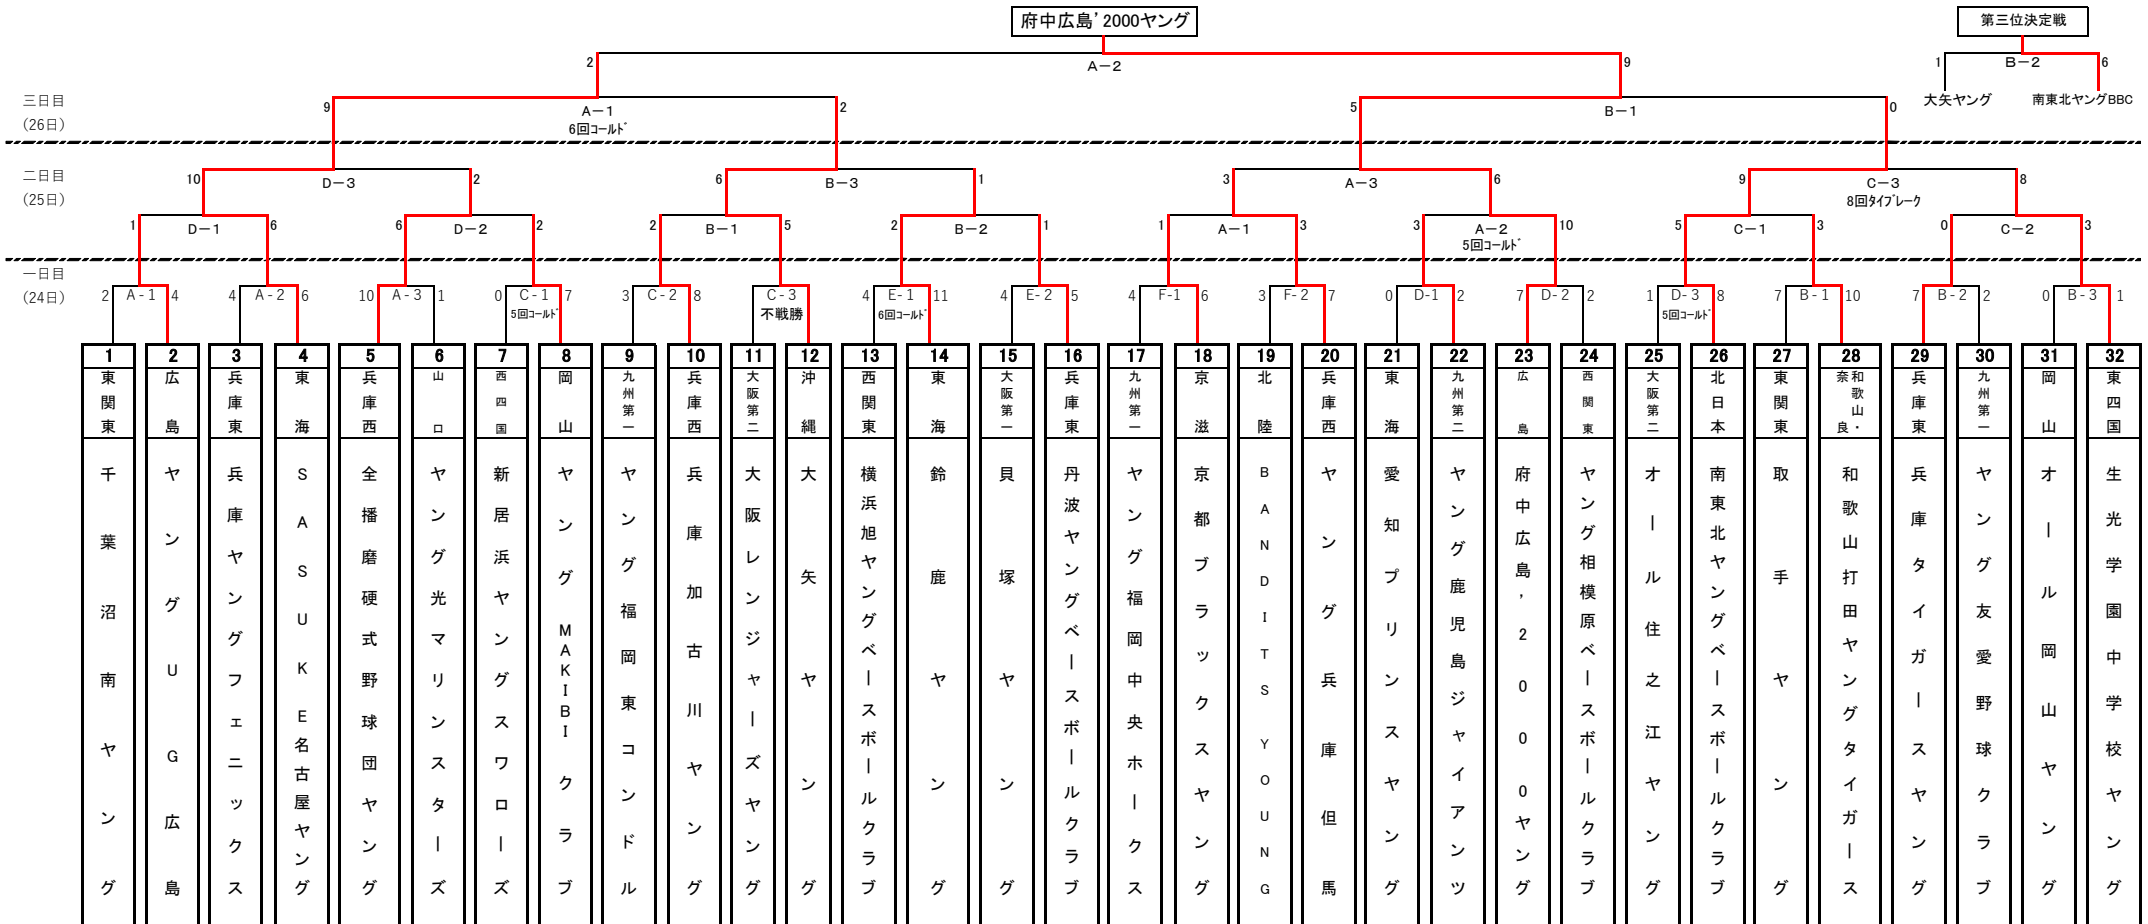 府中広島’2000ヤング
第三位決定戦
2 A－2 9
1 B－2 6
大矢ヤング 南東北ヤングBBC
三日目
(26日)
9 A－1 2
6回コールド
5 B－1 0
二日目
(25日)
10 D－3 2
6 B－3 1
3 A－3 6
9 C－3 8
8回タイブレーク
1 D－1 6
6 D－2 2
2 B－1 5
2 B－2 1
1 A－1 3
3 A－2 10
5回コールド
5 C－1 3
0 C－2 3
一日目
(24日)
2 A-1 4
4 A-2 6
10 A-3 1
0 C-1 7
5回コールド
3 C-2 8
C-3
不戦勝
4 E-1 11
6回コールド
4 E-2 5
4 F-1 6
3 F-2 7
0 D-1 2
7 D-2 2
1 D-3 8
5回コールド
7 B-1 10
7 B-2 2
0 B-3 1
1 東関東 千葉沼南ヤング
2 広島 ヤングUG広島
3 兵庫東 兵庫ヤングフェニックス
4 東海 SASUKE名古屋ヤング
5 兵庫西 全播磨硬式野球団ヤング
6 山口 ヤング光マリンスターズ
7 西四国 新居浜ヤングスワローズ
8 岡山 ヤングMAKIBIクラブ
9 九州第一 ヤング福岡東コンドル
10 兵庫西 兵庫加古川ヤング
11 大阪第二 大阪レンジャーズヤング
12 沖縄 大矢ヤング
13 西関東 横浜旭ヤングベースボールクラブ
14 東海 鈴鹿ヤング
15 大阪第一 貝塚ヤング
16 兵庫東 丹波ヤングベースボールクラブ
17 九州第一 ヤング福岡中央ホークス
18 京滋 京都ブラックスヤング
19 北陸 BANDITS YOUNG
20 兵庫西 ヤング兵庫但馬
21 東海 愛知プリンスヤング
22 九州第二 ヤング鹿児島ジャイアンツ
23 広島 府中広島’2000ヤング
24 西関東 ヤング相模原ベースボールクラブ
25 大阪第二 オール住之江ヤング
26 北日本 南東北ヤングベースボールクラブ
27 東関東 取手ヤング
28 和歌山・奈良 和歌山打田ヤングタイガース
29 兵庫東 兵庫タイガースヤング
30 九州第一 ヤング友愛野球クラブ
31 岡山 オール岡山ヤング
32 東四国 生光学園中学校ヤング